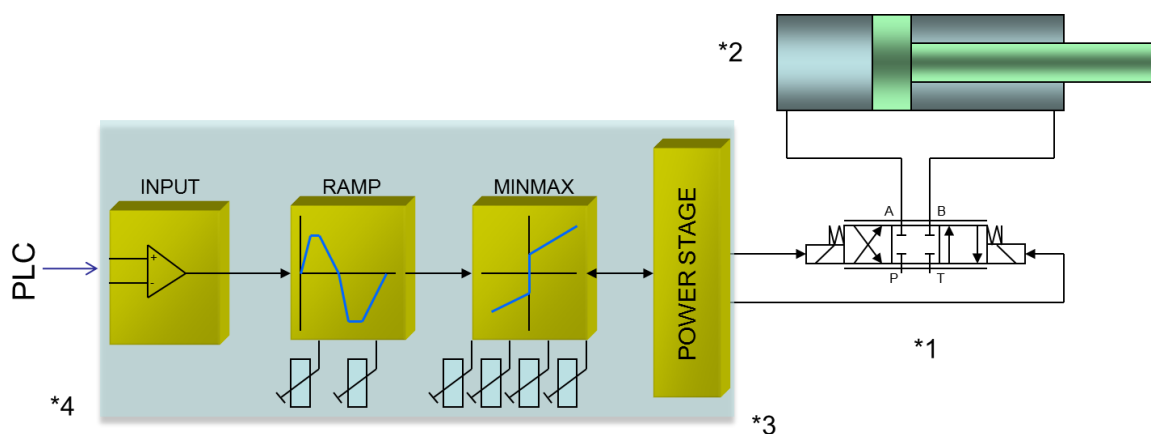 *2
INPUT
RAMP
MINMAX
POWER STAGE
A
B
P
T
PLC
+
-
*1
*4
*3